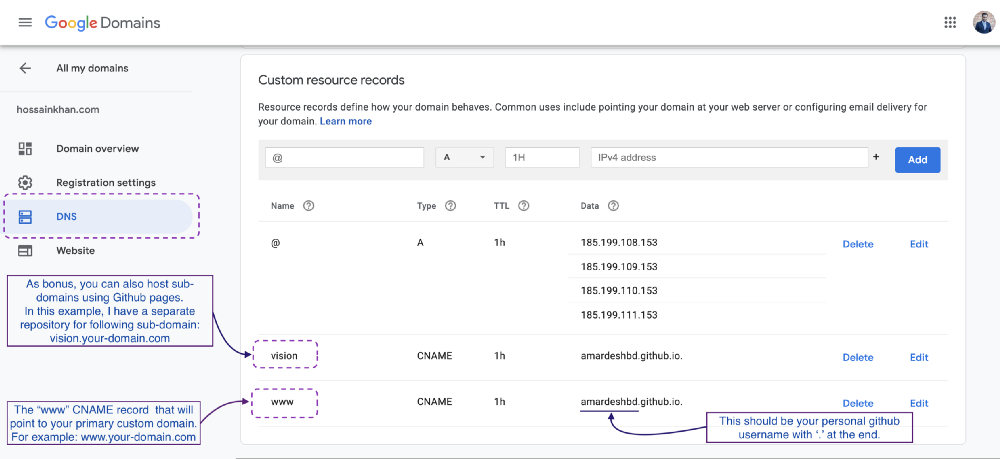 Google Domains
All my domains
hossainkhan.com
Domain overview
Registration settings
DNS
Website
As bonus, you can also host sub-
domains using Github pages.
In this example, I have a separate
repository for following sub-domain:
vision.your-domain.com
The “www” CNAME record that will
point to your primary custom domain.
For example: www.your-domain.com
Custom resource records
Resource records define how your domain behaves. Common uses include pointing your domain at your web server or configuring email delivery for
your domain. Learn more
@ A 1H IPv4 address + Add
Name ? Type ? TTL ? Data ?
@ A 1h 185.199.108.153 Delete Edit
185.199.109.153
185.199.110.153
185.199.111.153
vision CNAME 1h amardeshbd.github.io. Delete Edit
www CNAME 1h amardeshbd.github.io. Delete Edit
This should be your personal github
username with ‘.’ at the end.